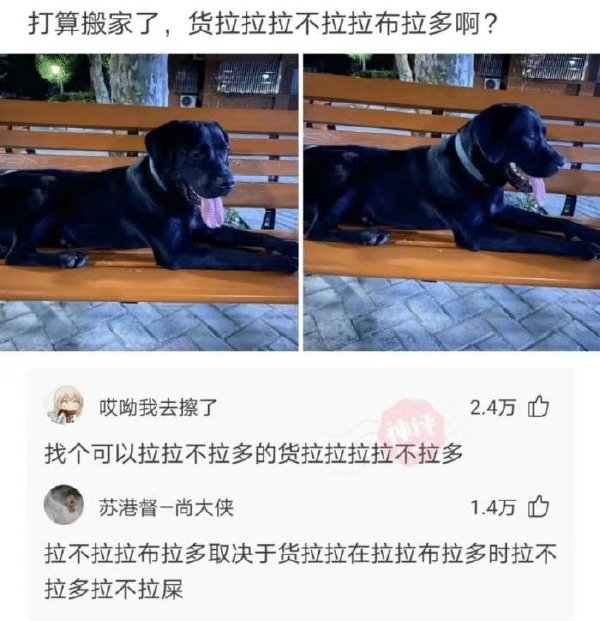 打算搬家了，货拉拉拉不拉拉布拉多啊？
哎呦我去擦了
2.4万
神评
找个可以拉拉不拉多的货拉拉拉拉不拉多
苏港督一尚大侠
1.4万
拉不拉拉布拉多取决于货拉拉在拉拉布拉多时拉不
拉多拉不拉屎